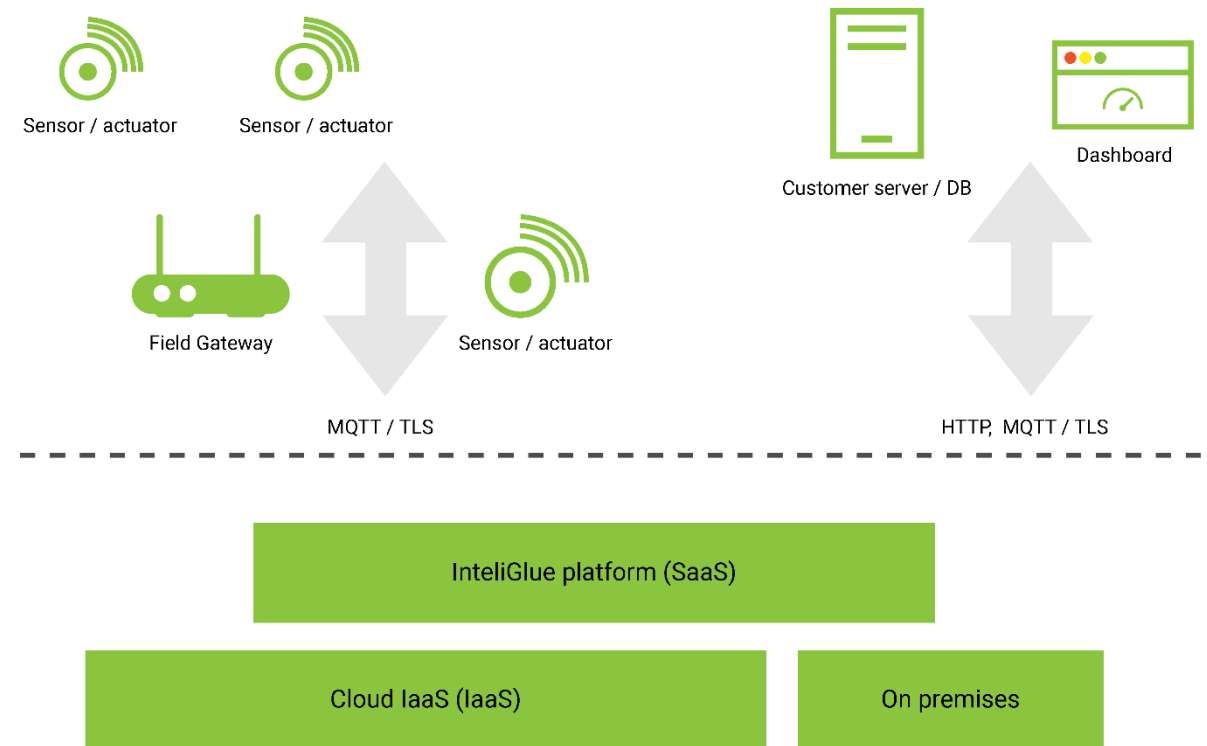 Sensor / actuator
Sensor / actuator
Dashboard
Customer server / DB
Field Gateway
Sensor / actuator
MQTT / TLS
HTTP, MQTT / TLS
InteliGlue platform (SaaS)
Cloud IaaS (IaaS)
On premises